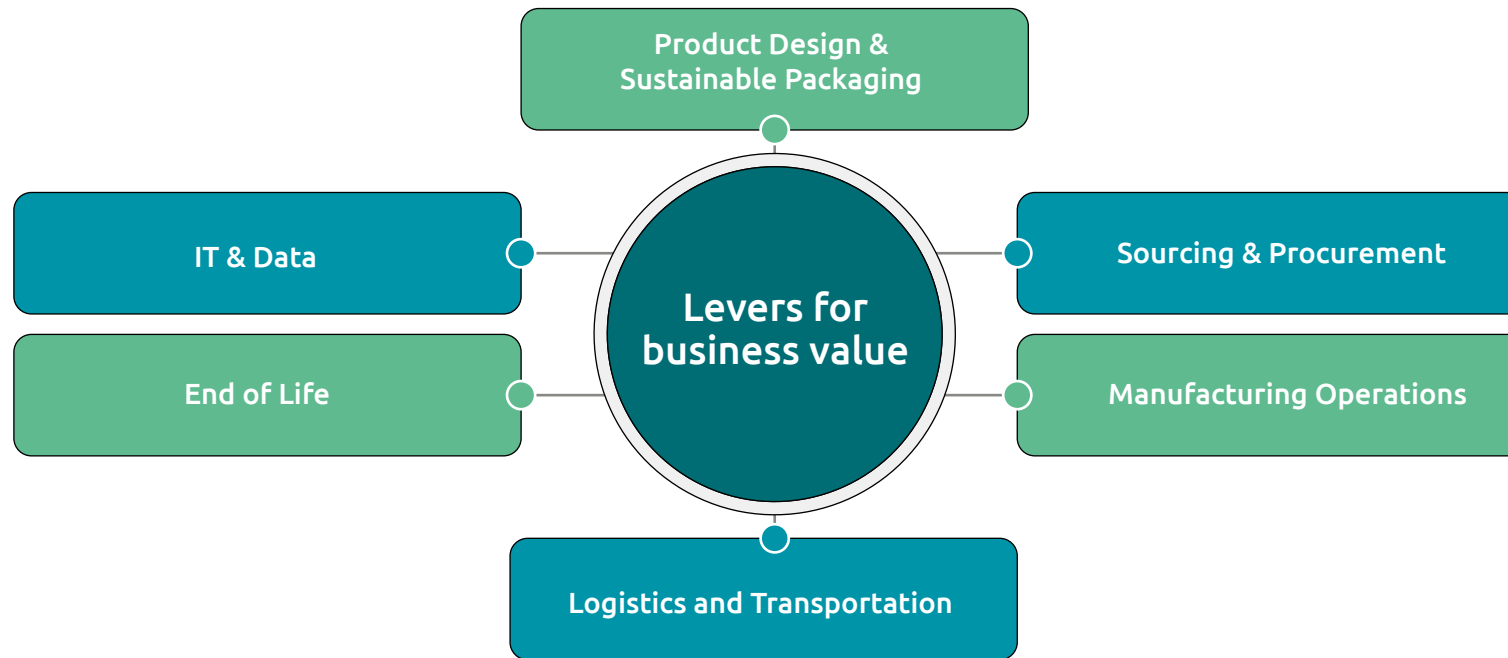 Product Design &
Sustainable Packaging
IT & Data
Sourcing & Procurement
Levers for
business value
End of Life
Manufacturing Operations
Logistics and Transportation